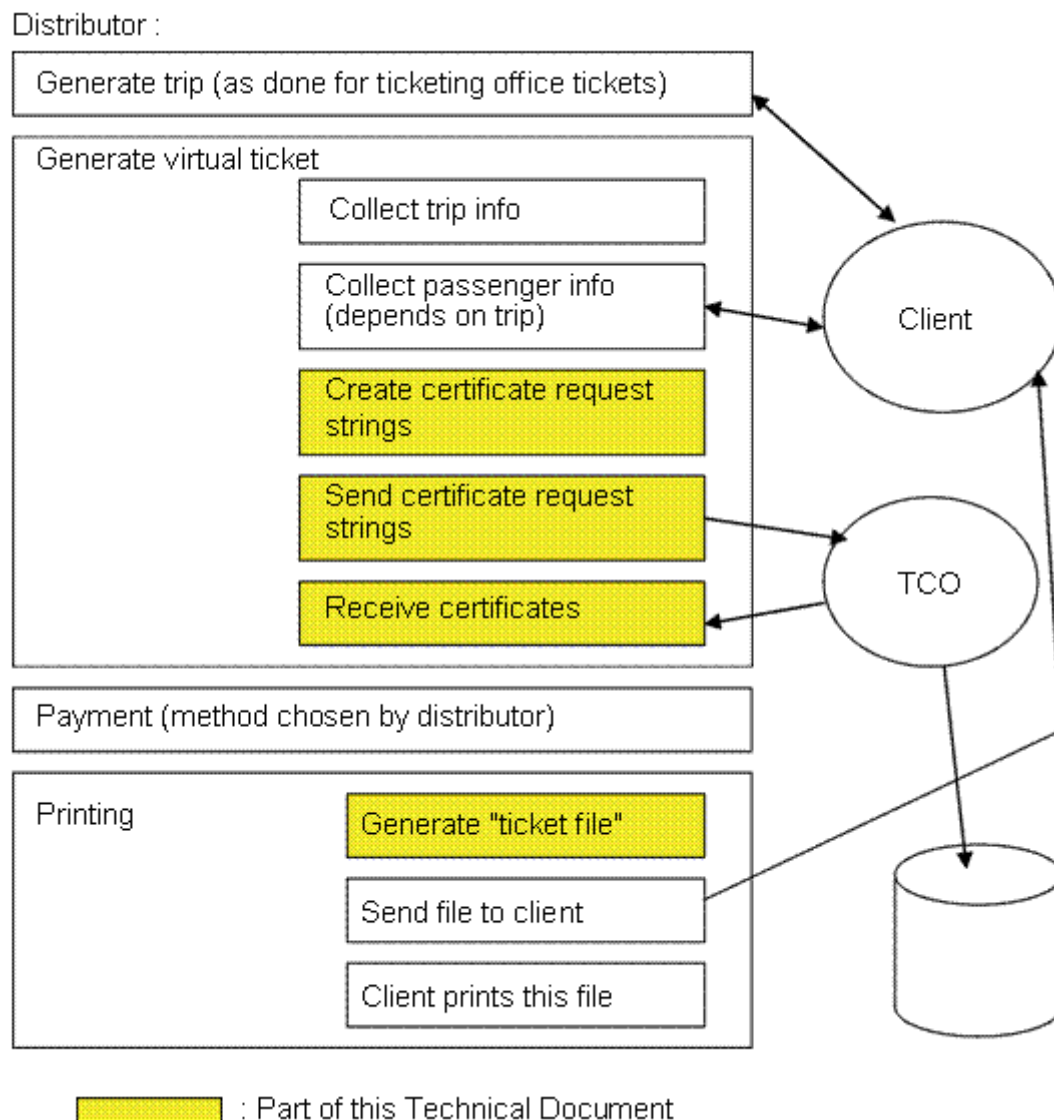 Distributor :
Generate trip (as done for ticketing office tickets)
Generate virtual ticket
Collect trip info
Collect passenger info
(depends on trip)
Client
Create certificate request
strings
Send certificate request
strings
TCO
Receive certificates
Payment (method chosen by distributor)
Printing
Generate "ticket file"
Send file to client
Client prints this file
: Part of this Technical Document